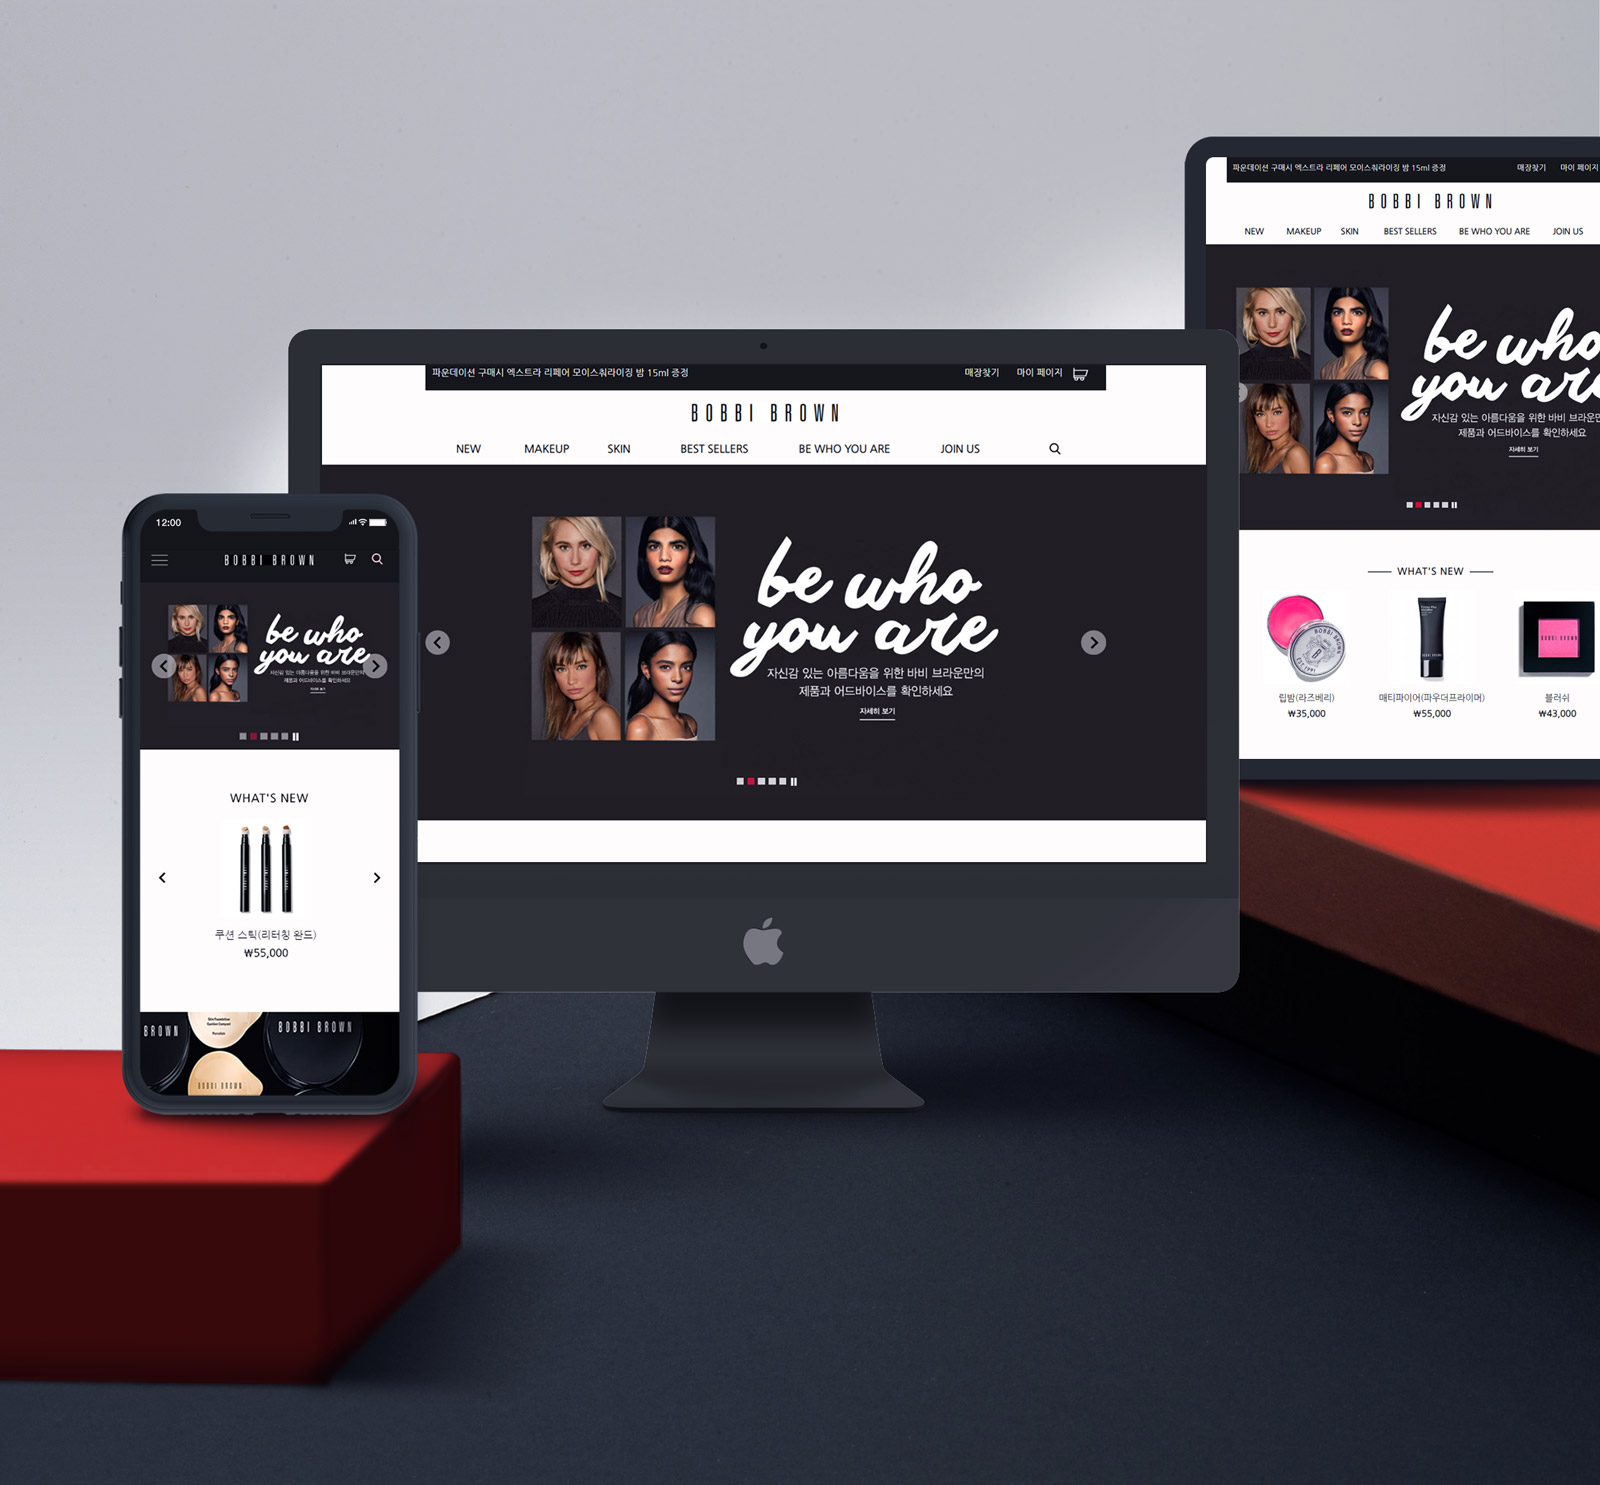 파운데이션 구매시 엑스트라 리페어 모이스춰라이징 밤 15ml 증정 매장찾기 마이 페이지
BOBBI BROWN
NEW MAKEUP SKIN BEST SELLERS BE WHO YOU ARE JOIN US
be who
you are
자신감 있는 아름다움을 위한 바비 브라운만의
제품과 어드바이스를 확인하세요
자세히 보기
WHAT'S NEW
BOBBI BROWN
BOBBI BROWN
립밤(라즈베리) 매티파이어(파우더프라이머) 블러쉬
₩35,000 ₩55,000 ₩43,000
파운데이션 구매시 엑스트라 리페어 모이스춰라이징 밤 15ml 증정 매장찾기 마이 페이지
BOBBI BROWN
NEW MAKEUP SKIN BEST SELLERS BE WHO YOU ARE JOIN US
be who
you are
자신감 있는 아름다움을 위한 바비 브라운만의
제품과 어드바이스를 확인하세요
자세히 보기
12:00
BOBBI BROWN
be who
you are
자신감 있는 아름다움을 위한 바비 브라운만의
제품과 어드바이스를 확인하세요
자세히 보기
WHAT'S NEW
쿠션 스틱(리터칭 완드)
₩55,000
BROWN
BOBBI BROWN
Porcelain
BOBBI BROWN